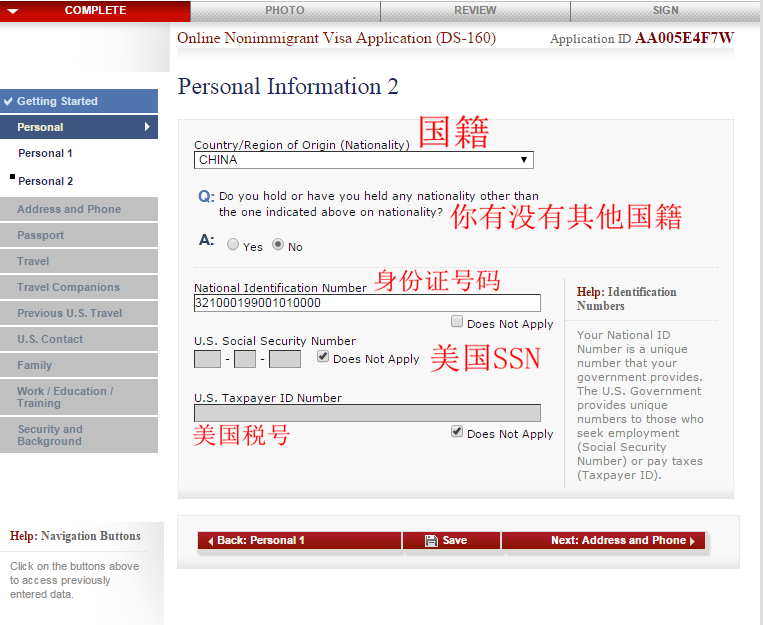 COMPLETE
PHOTO
REVIEW
SIGN
Online Nonimmigrant Visa Application (DS-160)
Application ID AA005E4F7W
Personal Information 2
Getting Started
Personal
Personal 1
Personal 2
Address and Phone
Passport
Travel
Travel Companions
Previous U.S. Travel
U.S. Contact
Family
Work / Education /
Training
Security and
Background
Help: Navigation Buttons
Click on the buttons above
to access previously
entered data.
Country/Region of Origin (Nationality)
国籍
CHINA
Q: Do you hold or have you held any nationality other than
the one indicated above on nationality?
你有没有其他国籍
A: Yes No
National Identification Number
身份证号码
321000199001010000
Does Not Apply
U.S. Social Security Number
- -
Does Not Apply
美国SSN
U.S. Taxpayer ID Number
美国税号
Does Not Apply
Help: Identification
Numbers
Your National ID
Number is a unique
number that your
government provides.
The U.S. Government
provides unique
numbers to those who
seek employment
(Social Security
Number) or pay taxes
(Taxpayer ID).
Back: Personal 1
Save
Next: Address and Phone